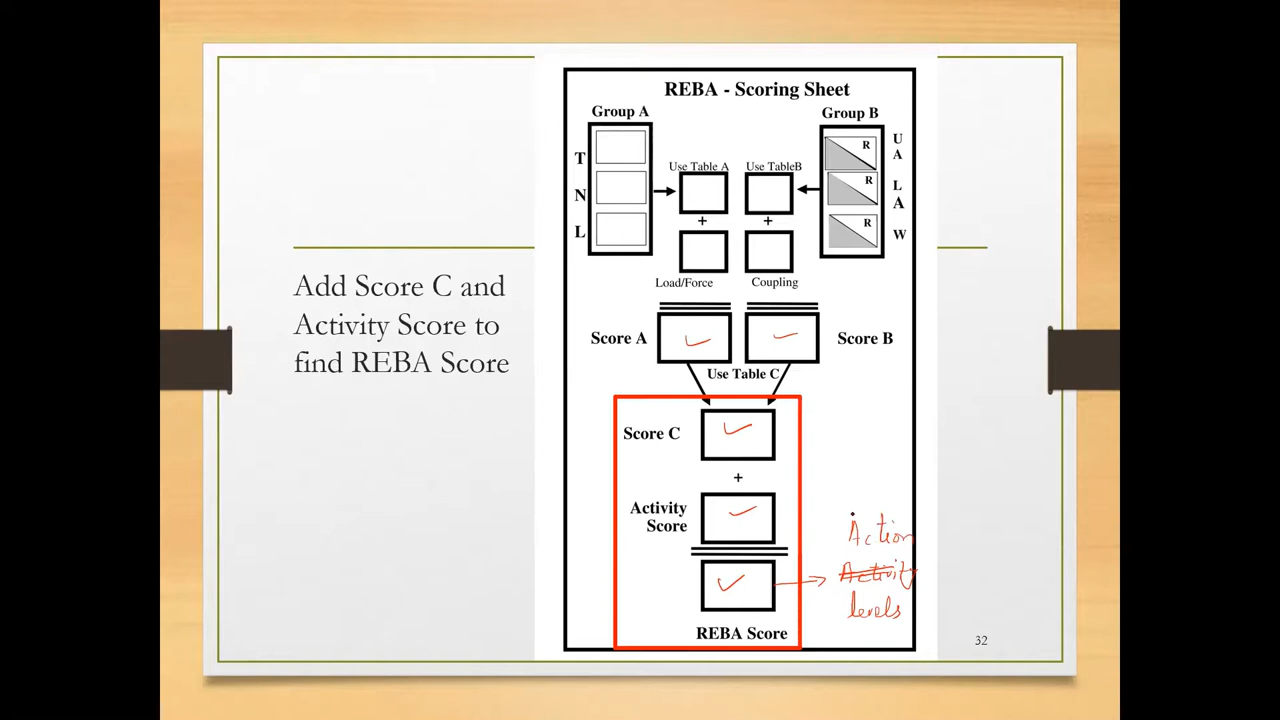 REBA - Scoring Sheet
Group A
Group B
T
N
L
Use Table A
Use TableB
R
R
R
U
A
L
A
W
+
+
Load/Force
Coupling
Score A
Score B
Use Table C
Score C
+
Activity
Score
REBA Score
Action
Activity
levels
Add Score C and
Activity Score to
find REBA Score
32